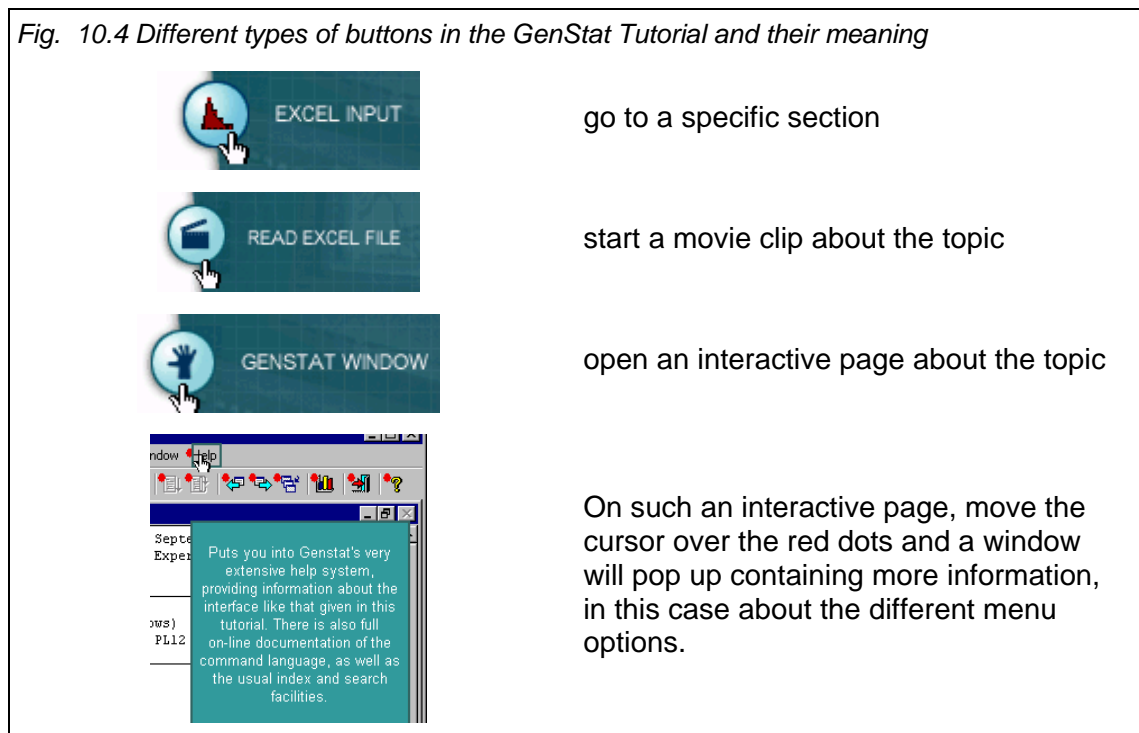 Fig. 10.4 Different types of buttons in the GenStat Tutorial and their meaning
EXCEL INPUT
go to a specific section
READ EXCEL FILE
start a movie clip about the topic
GENSTAT WINDOW
open an interactive page about the topic
ndow Help
Septe
Exper
ows)
PL12
Puts you into Genstat's very
extensive help system,
providing information about the
interface like that given in this
tutorial. There is also full
on-line documentation of the
command language, as well as
the usual index and search
facilities.
On such an interactive page, move the
cursor over the red dots and a window
will pop up containing more information,
in this case about the different menu
options.